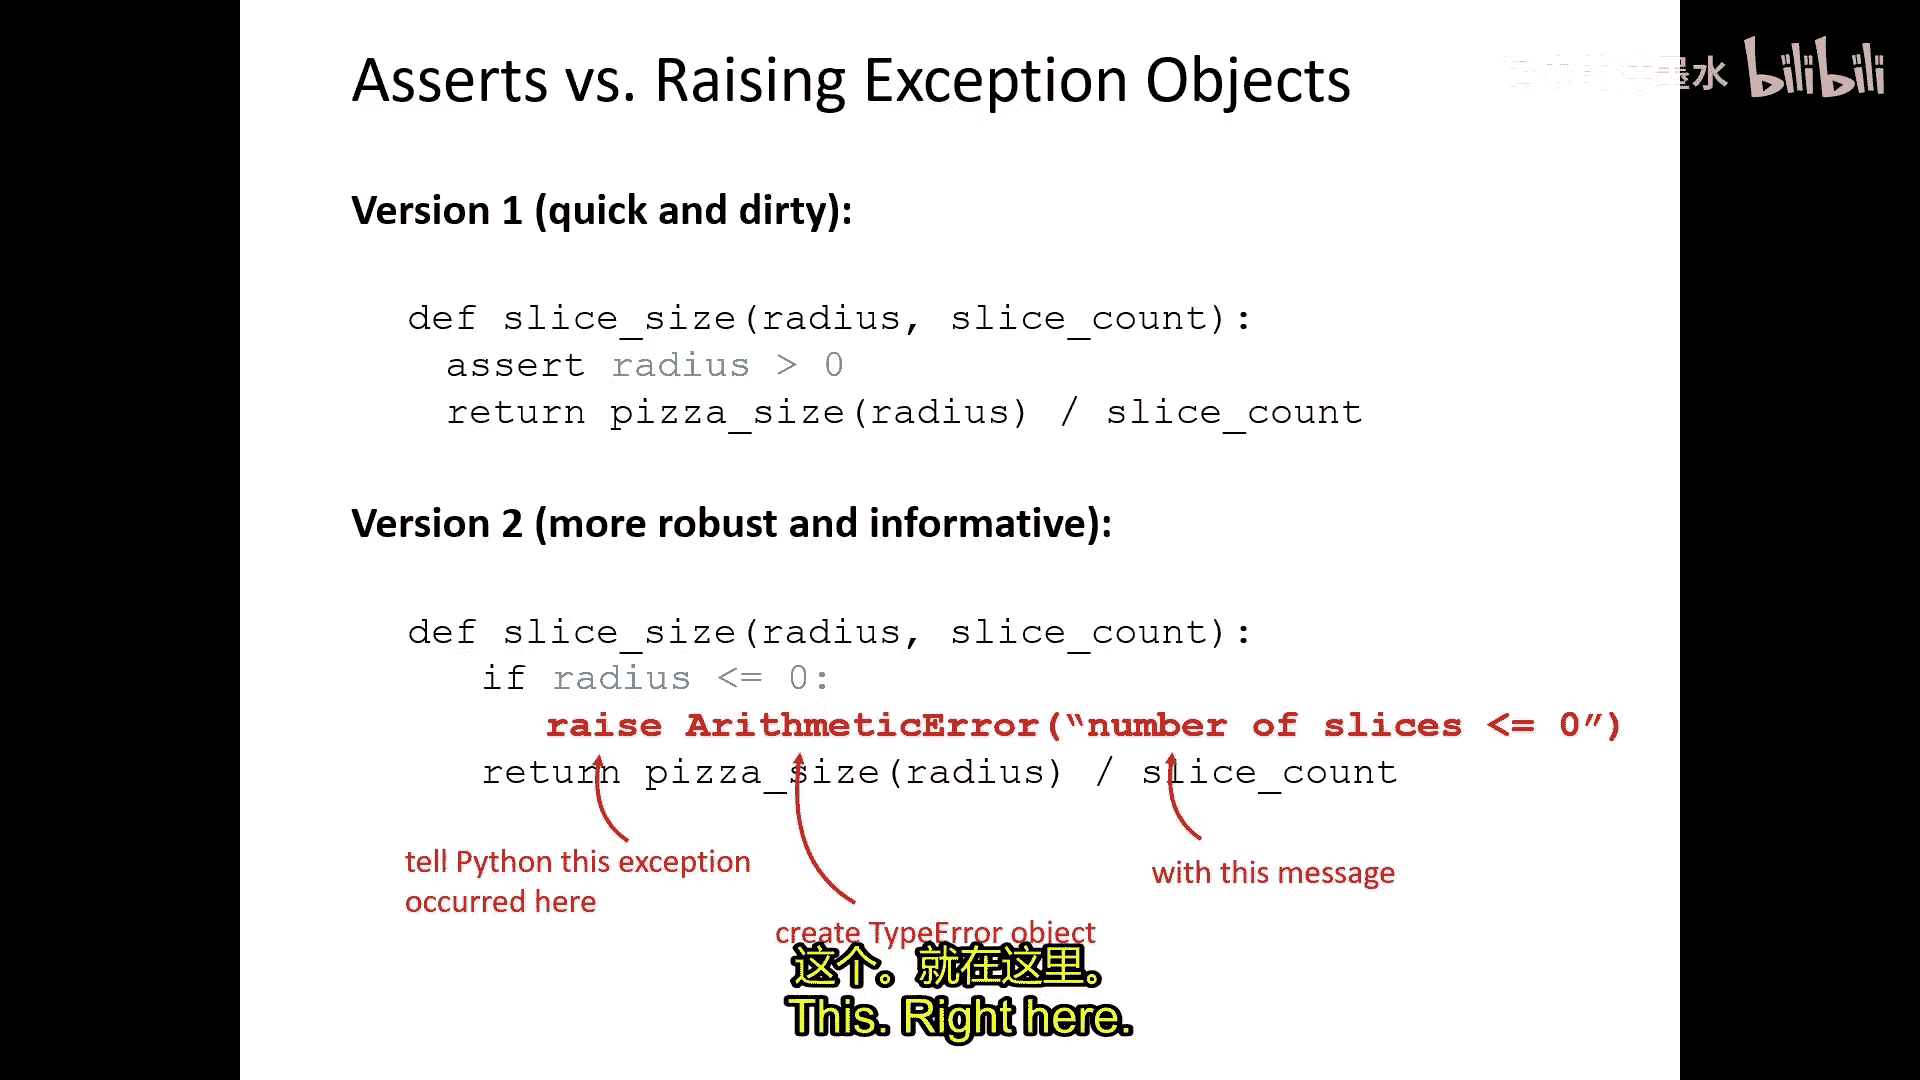 Asserts vs. Raising Exception Objects
墨水 bilibili
Version 1 (quick and dirty):
def slice_size(radius, slice_count):
assert radius > 0
return pizza_size(radius) / slice_count
Version 2 (more robust and informative):
def slice_size(radius, slice_count):
if radius <= 0:
raise ArithmeticError(“number of slices <= 0”)
return pizza_size(radius) / slice_count
tell Python this exception
occurred here
with this message
create TypeError object
这个。就在这里。
This. Right here.